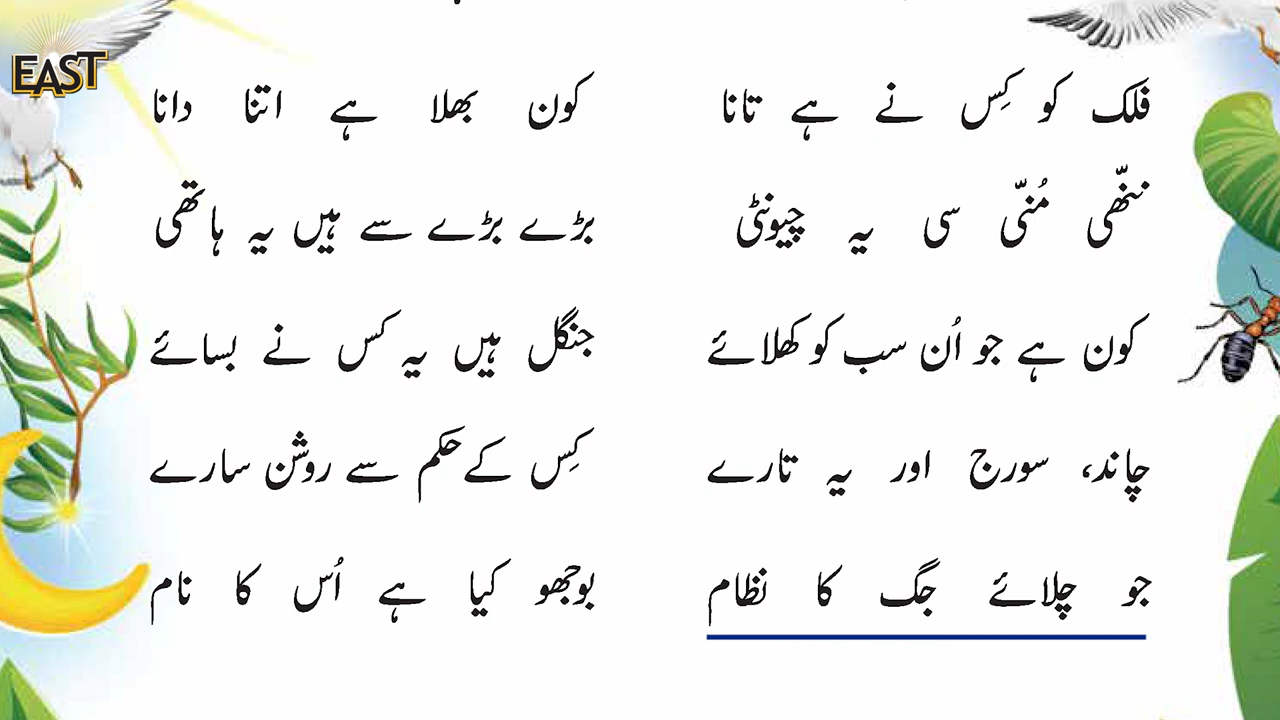 EAST
فلک کو کِس نے ہے تانا کون بھلا ہے اتنا دانا
ننّھی مُنّی سی یہ چیونٹی بڑے بڑے سے ہیں یہ ہاتھی
کون ہے جو اُن سب کو کھلائے جنگل ہیں یہ کس نے بسائے
چاند، سورج اور یہ تارے کِس کے حکم سے روشن سارے
جو چلائے جگ کا نظام بوجھو کیا ہے اُس کا نام